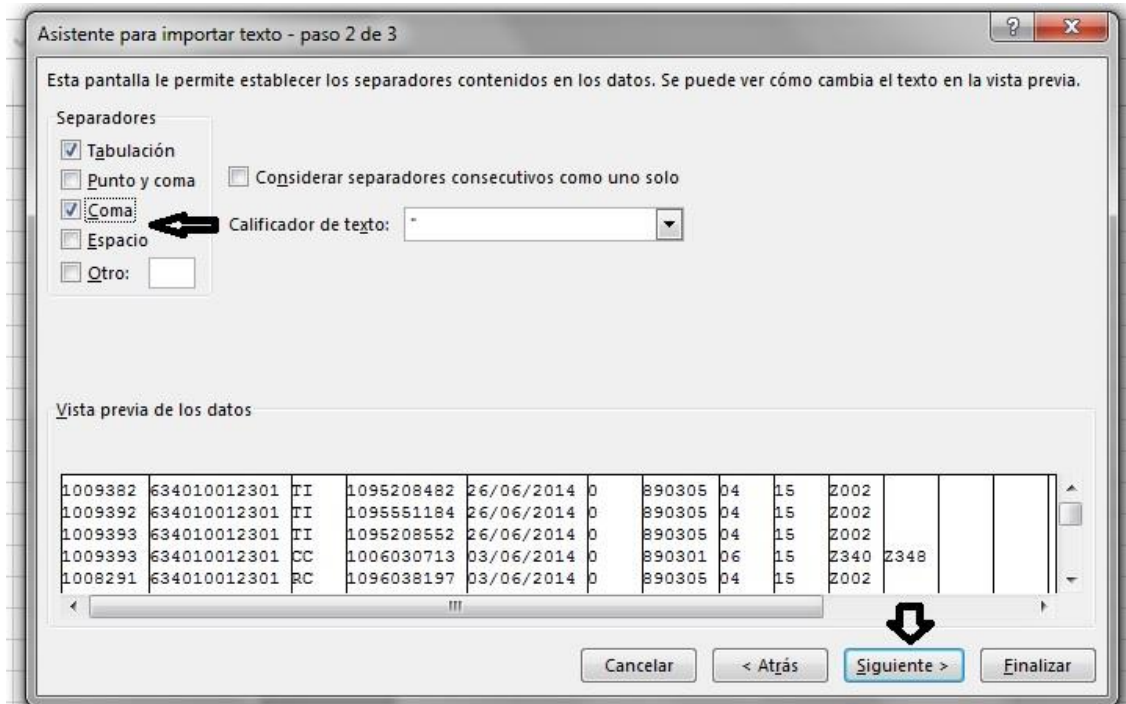 Asistente para importar texto - paso 2 de 3
Esta pantalla le permite establecer los separadores contenidos en los datos. Se puede ver cómo cambia el texto en la vista previa.
Separadores
Tabulación
Punto y coma
Considerar separadores consecutivos como uno solo
Coma
Calificador de texto: "
Espacio
Otro:
Vista previa de los datos
1009382 634010012301 TI 1095208482 26/06/2014 0 890305 04 15 Z002
1009392 634010012301 TI 1095551184 26/06/2014 0 890305 04 15 Z002
1009393 634010012301 TI 1095208552 26/06/2014 0 890305 04 15 Z002
1009393 634010012301 CC 1006030713 03/06/2014 0 890301 06 15 Z340 Z348
1008291 634010012301 RC 1096038197 03/06/2014 0 890305 04 15 Z002
Cancelar < Atrás Siguiente > Finalizar